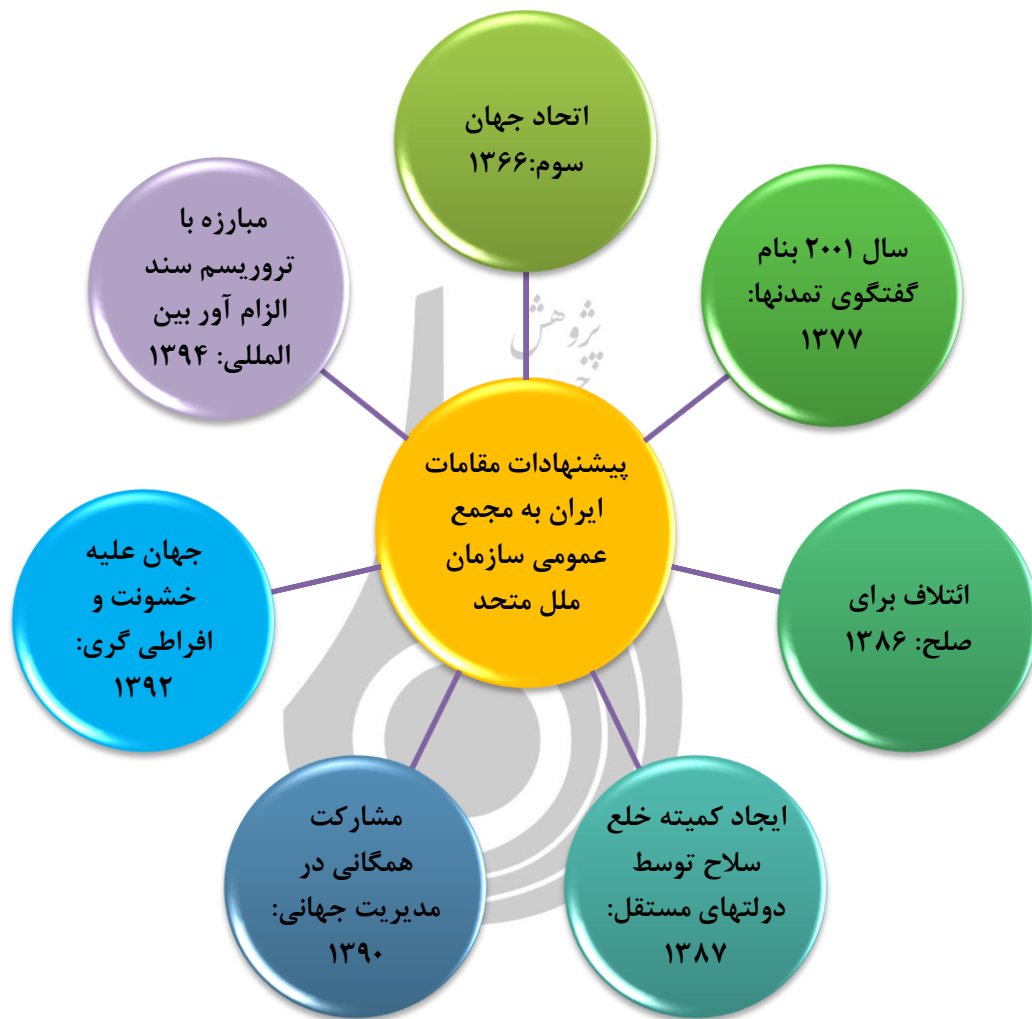 اتحاد جهان
سوم:۱۳۶۶
سال ۲۰۰۱ بنام
گفتگوی تمدنها:
۱۳۷۷
ائتلاف برای
صلح: ۱۳۸۶
ایجاد کمیته خلع
سلاح توسط
دولتهای مستقل:
۱۳۸۷
مشارکت
همگانی در
مدیریت جهانی:
۱۳۹۰
جهان علیه
خشونت و
افراطی گری:
۱۳۹۲
مبارزه با
تروریسم سند
الزام آور بین
المللی: ۱۳۹۴
پیشنهادات مقامات
ایران به مجمع
عمومی سازمان
ملل متحد
پژوهش